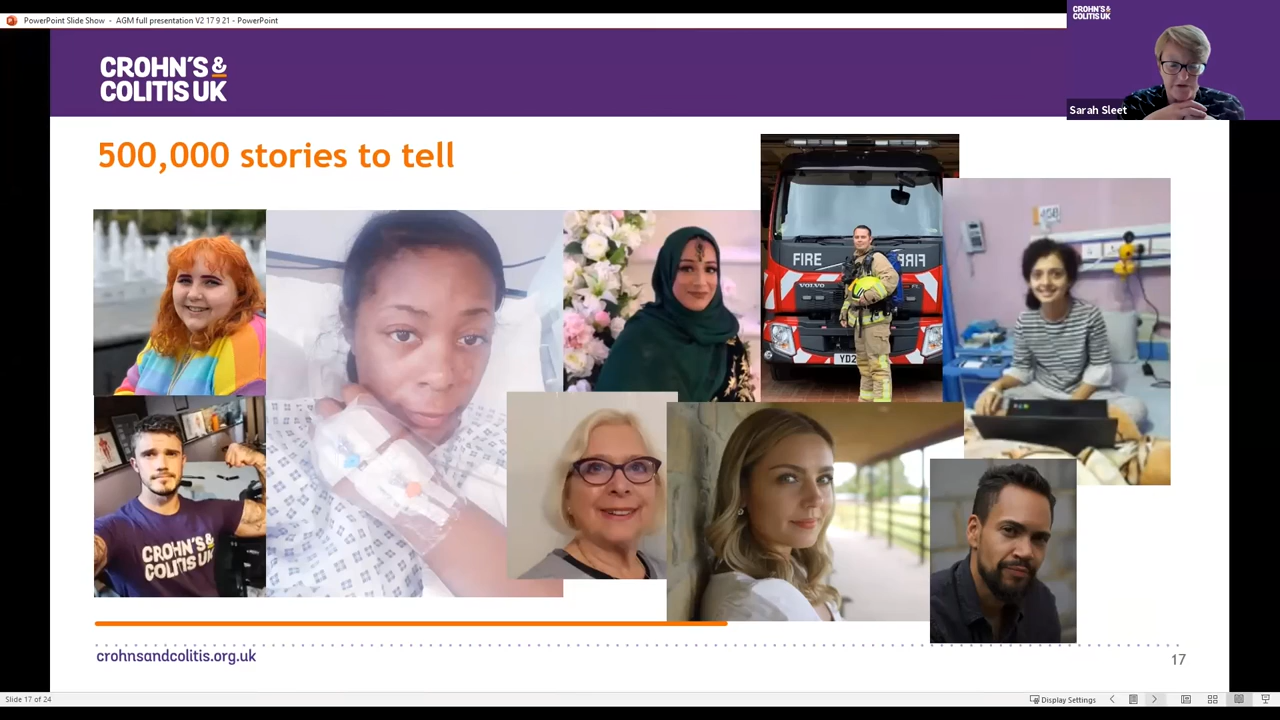 PowerPoint Slide Show - AGM full presentation V2 17 9 21 - PowerPoint
CROHN'S &
COLITIS UK
CROHN'S &
COLITIS UK
Sarah Sleet
500,000 stories to tell
FIRE
FIRE
VOLVO
FL
YD2
CROHN'S &
COLITIS UK
crohnsandcolitis.org.uk
17
Slide 17 of 24
Display Settings